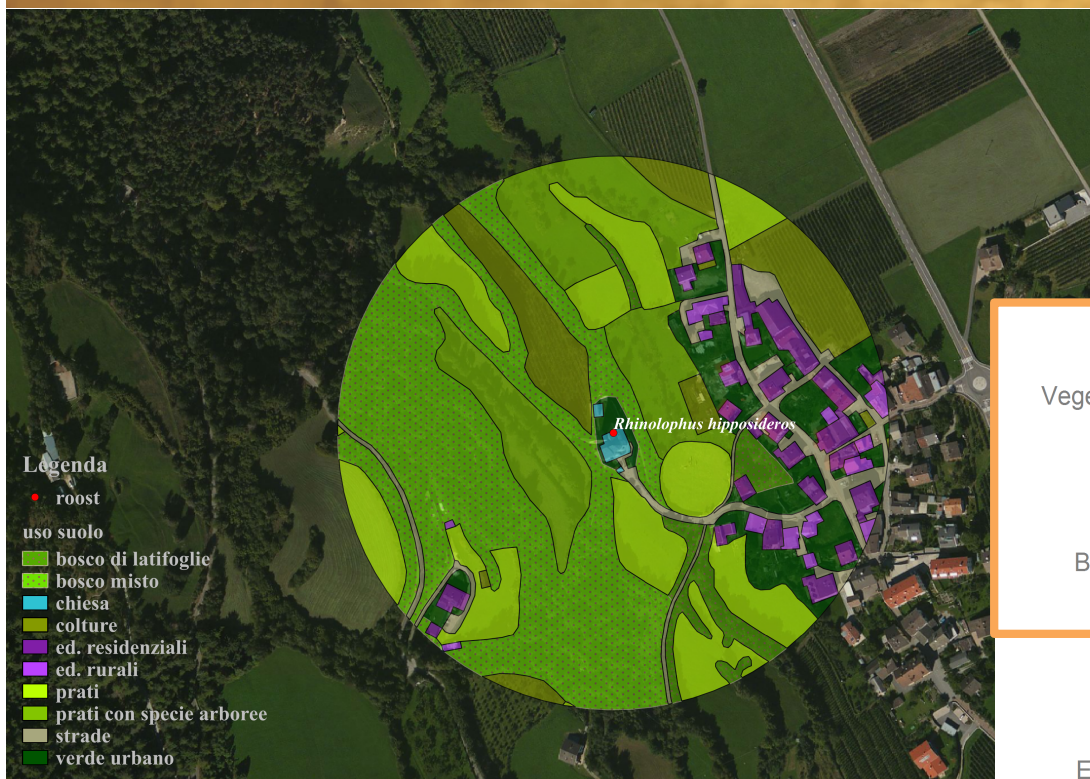 Rhinolophus hipposideros
Legenda
roost
uso suolo
bosco di latifoglie
bosco misto
chiesa
colture
ed. residenziali
ed. rurali
prati
prati con specie arboree
strade
verde urbano
Vege
B